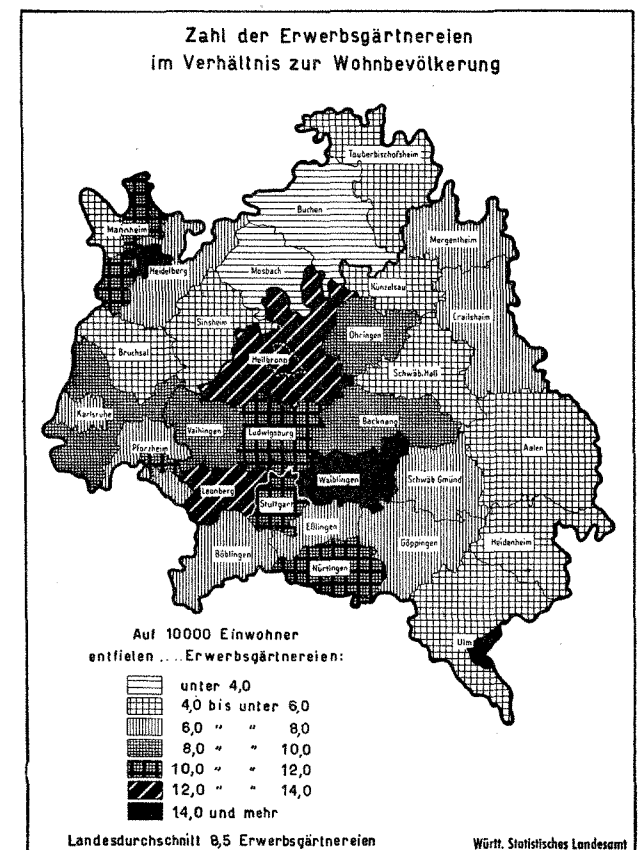 Zahl der Erwerbsgärtnereien
im Verhältnis zur Wohnbevölkerung
Tauberbischofsheim
Buchen
Mannheim
Mergentheim
Heidelberg
Mosbach
Künzelsau
Crailsheim
Sinsheim
Öhringen
Bruchsal
Heilbronn
Schwäb. Hall
Karlsruhe
Backnang
Vaihingen
Ludwigsburg
Pforzheim
Aalen
Leonberg
Waiblingen
Schwäb. Gmünd
Stuttgart
Eßlingen
Göppingen
Heidenheim
Böblingen
Nürtingen
Ulm
Auf 10000 Einwohner
entfielen .... Erwerbsgärtnereien:
unter 4,0
4,0 bis unter 6,0
6,0 " " 8,0
8,0 " " 10,0
10,0 " " 12,0
12,0 " " 14,0
14,0 und mehr
Landesdurchschnitt 8,5 Erwerbsgärtnereien
Württ. Statistisches Landesamt